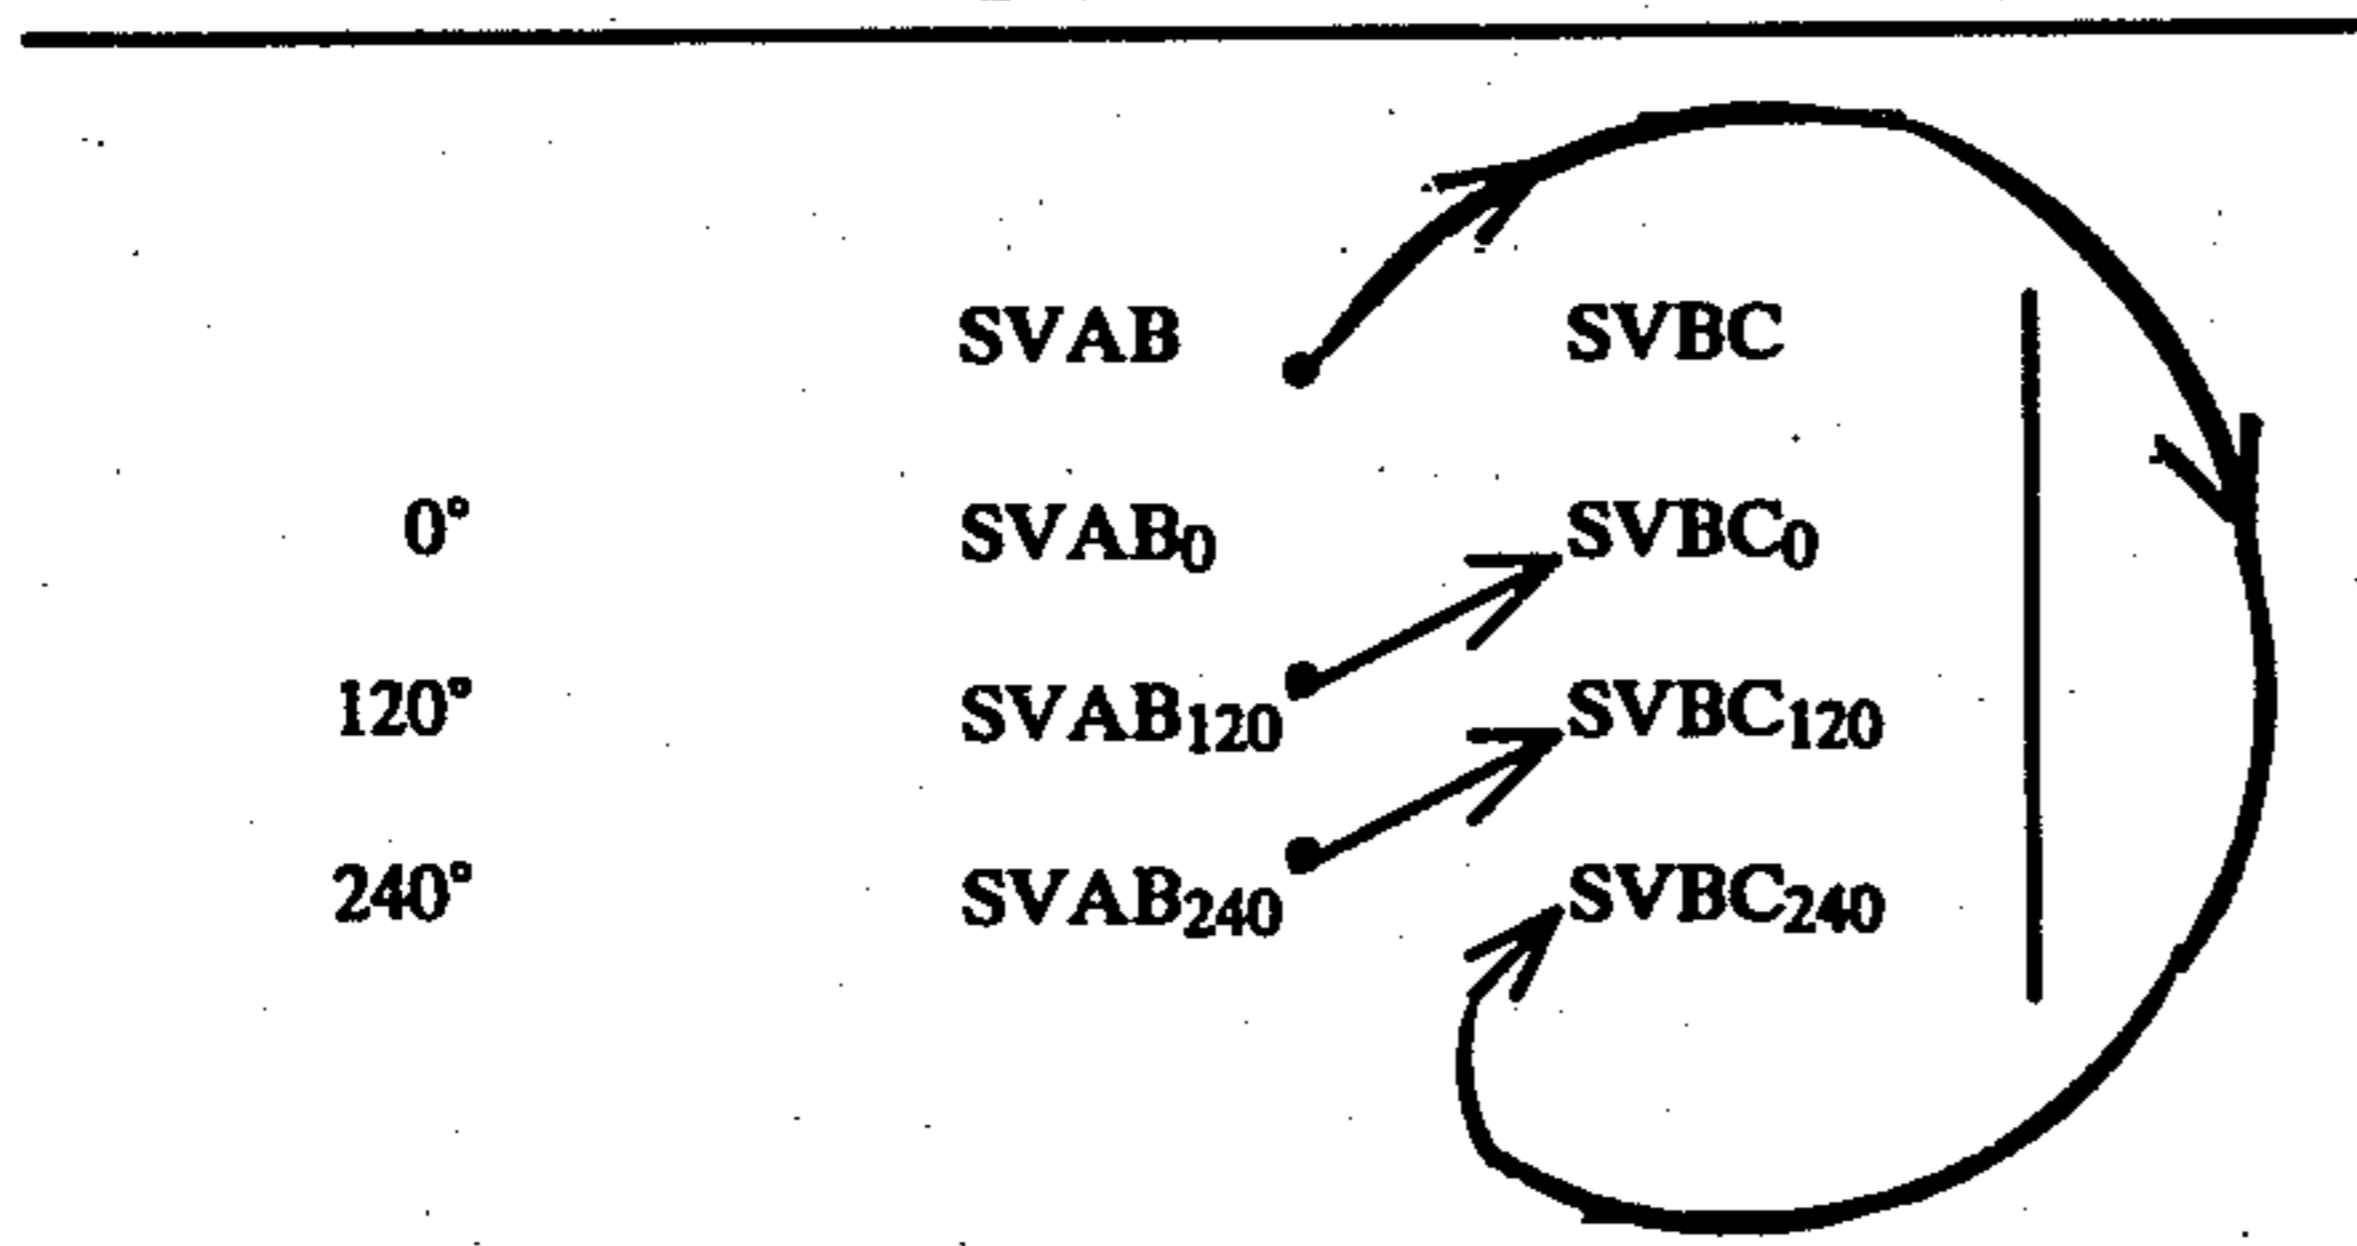 SVAB SVBC
0° SVAB₀ SVBC₀
120° SVAB₁₂₀ SVBC₁₂₀
240° SVAB₂₄₀ SVBC₂₄₀